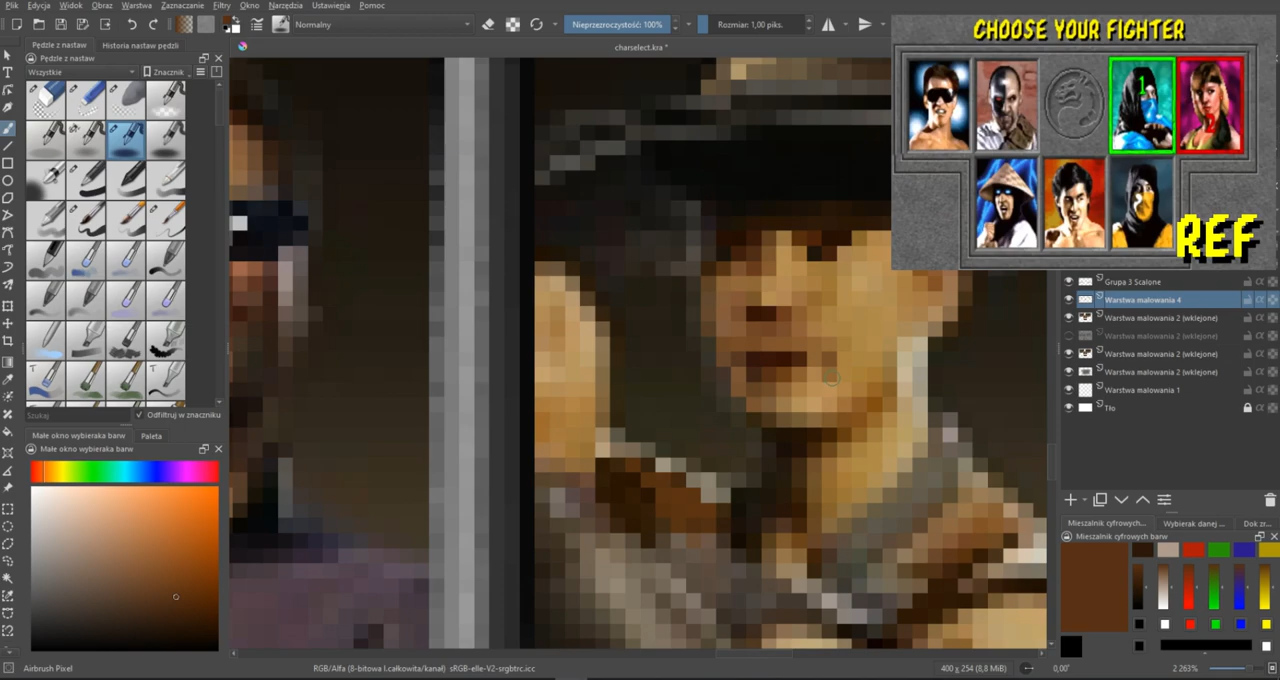 Plik Edycja Widok Obraz Warstwa Zaznaczanie Filtry Okno Narzędzia Ustawienia Pomoc
Normalny
Nieprzezroczystość: 100%
Rozmiar: 1,00 piks.
Pędzle z nastaw
Historia nastaw pędzli
charselect.kra *
Pędzle z nastaw
Wszystkie
Znacznik
Szukaj
Odfiltruj w znaczniku
Małe okno wybieraka barw
Paleta
Małe okno wybieraka barw
CHOOSE YOUR FIGHTER
1
2
REF
Grupa 3 Scalone
Warstwa malowania 4
Warstwa malowania 2 (wklejone)
Warstwa malowania 2 (wklejone)
Warstwa malowania 2 (wklejone)
Warstwa malowania 2 (wklejone)
Warstwa malowania 1
Tło
Mieszalnik cyfrowych...
Wybierak danej ...
Dok zr...
Mieszalnik cyfrowych barw
Airbrush Pixel
RGB/Alfa (8-bitowa l.całkowita/kanał) sRGB-elle-V2-srgbtrc.icc
400 x 254 (8,8 MiB)
0,00°
2 263%